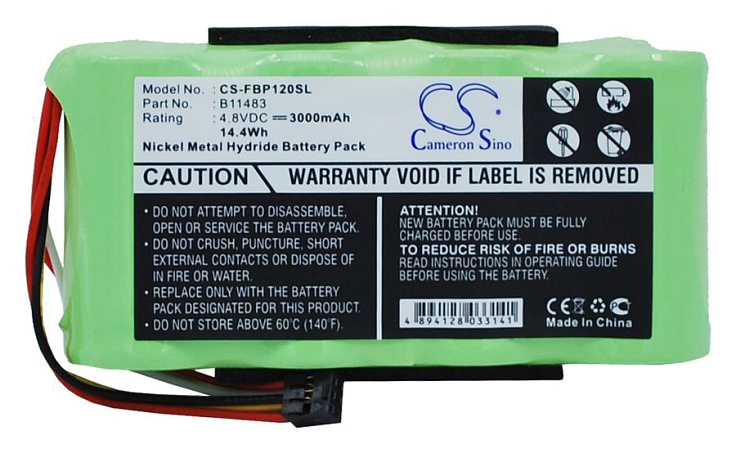 Model No. : CS-FBP120SL
Part No. : B11483
Rating : 4.8VDC ⎓ 3000mAh
14.4Wh
Nickel Metal Hydride Battery Pack
CS
Cameron Sino
CAUTION
WARRANTY VOID IF LABEL IS REMOVED
• DO NOT ATTEMPT TO DISASSEMBLE,
OPEN OR SERVICE THE BATTERY PACK.
• DO NOT CRUSH, PUNCTURE, SHORT
EXTERNAL CONTACTS OR DISPOSE OF
IN FIRE OR WATER.
• REPLACE ONLY WITH THE BATTERY
PACK DESIGNATED FOR THIS PRODUCT.
• DO NOT STORE ABOVE 60°C (140°F).
ATTENTION!
NEW BATTERY PACK MUST BE FULLY
CHARGED BEFORE USE.
TO REDUCE RISK OF FIRE OR BURNS
READ INSTRUCTIONS IN OPERATING GUIDE
BEFORE USING THE BATTERY.
4 894128 033141
CE
Made In China